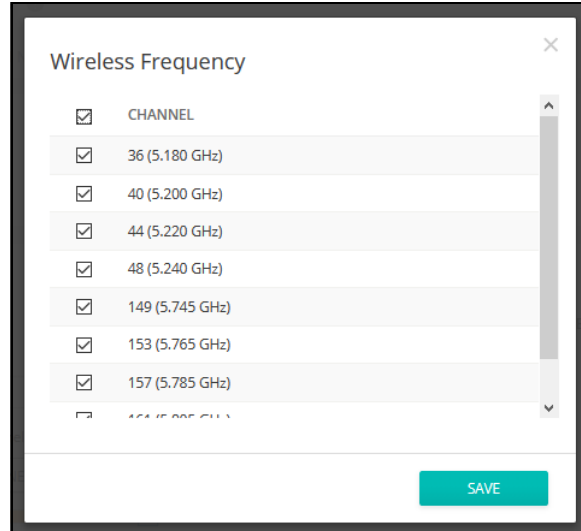 Wireless Frequency
CHANNEL
36 (5.180 GHz)
40 (5.200 GHz)
44 (5.220 GHz)
48 (5.240 GHz)
149 (5.745 GHz)
153 (5.765 GHz)
157 (5.785 GHz)
SAVE